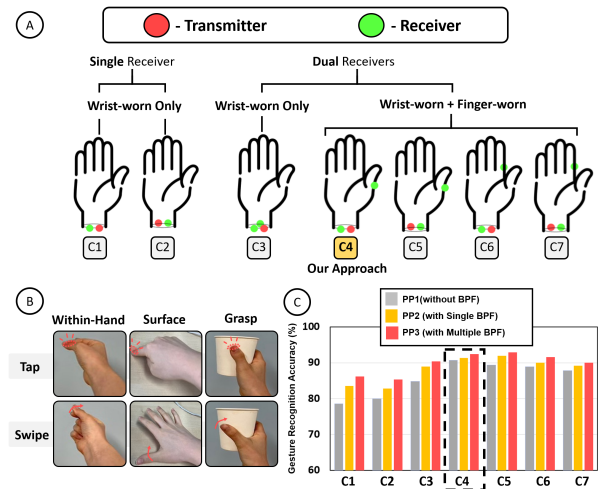 A
- Transmitter
- Receiver
Single Receiver
Dual Receivers
Wrist-worn Only
Wrist-worn Only
Wrist-worn + Finger-worn
C1
C2
C3
C4
C5
C6
C7
Our Approach
B
Within-Hand
Surface
Grasp
Tap
Swipe
C
PP1(without BPF)
PP2 (with Single BPF)
PP3 (with Multiple BPF)
Gesture Recognition Accuracy (%)
100
90
80
70
60
C1
C2
C3
C4
C5
C6
C7